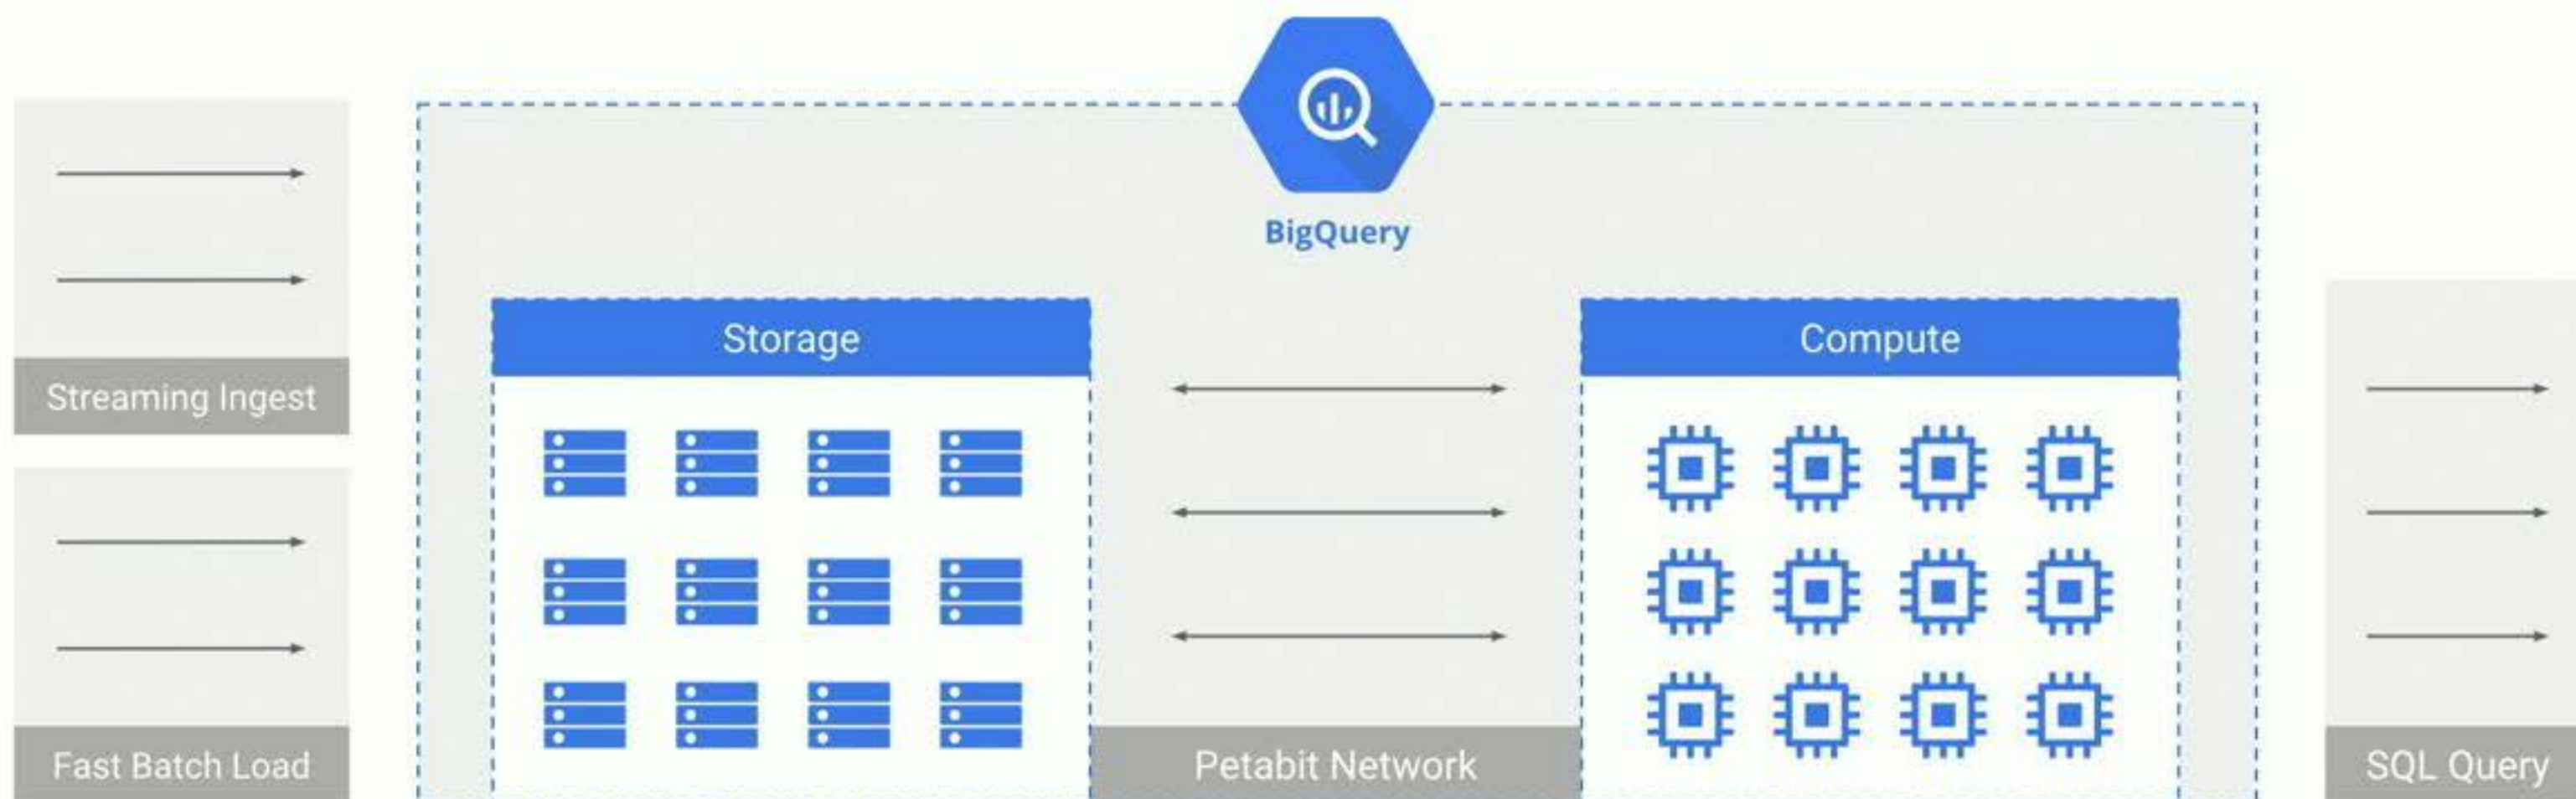 BigQuery
Storage
Compute
Streaming Ingest
Fast Batch Load
Petabit Network
SQL Query